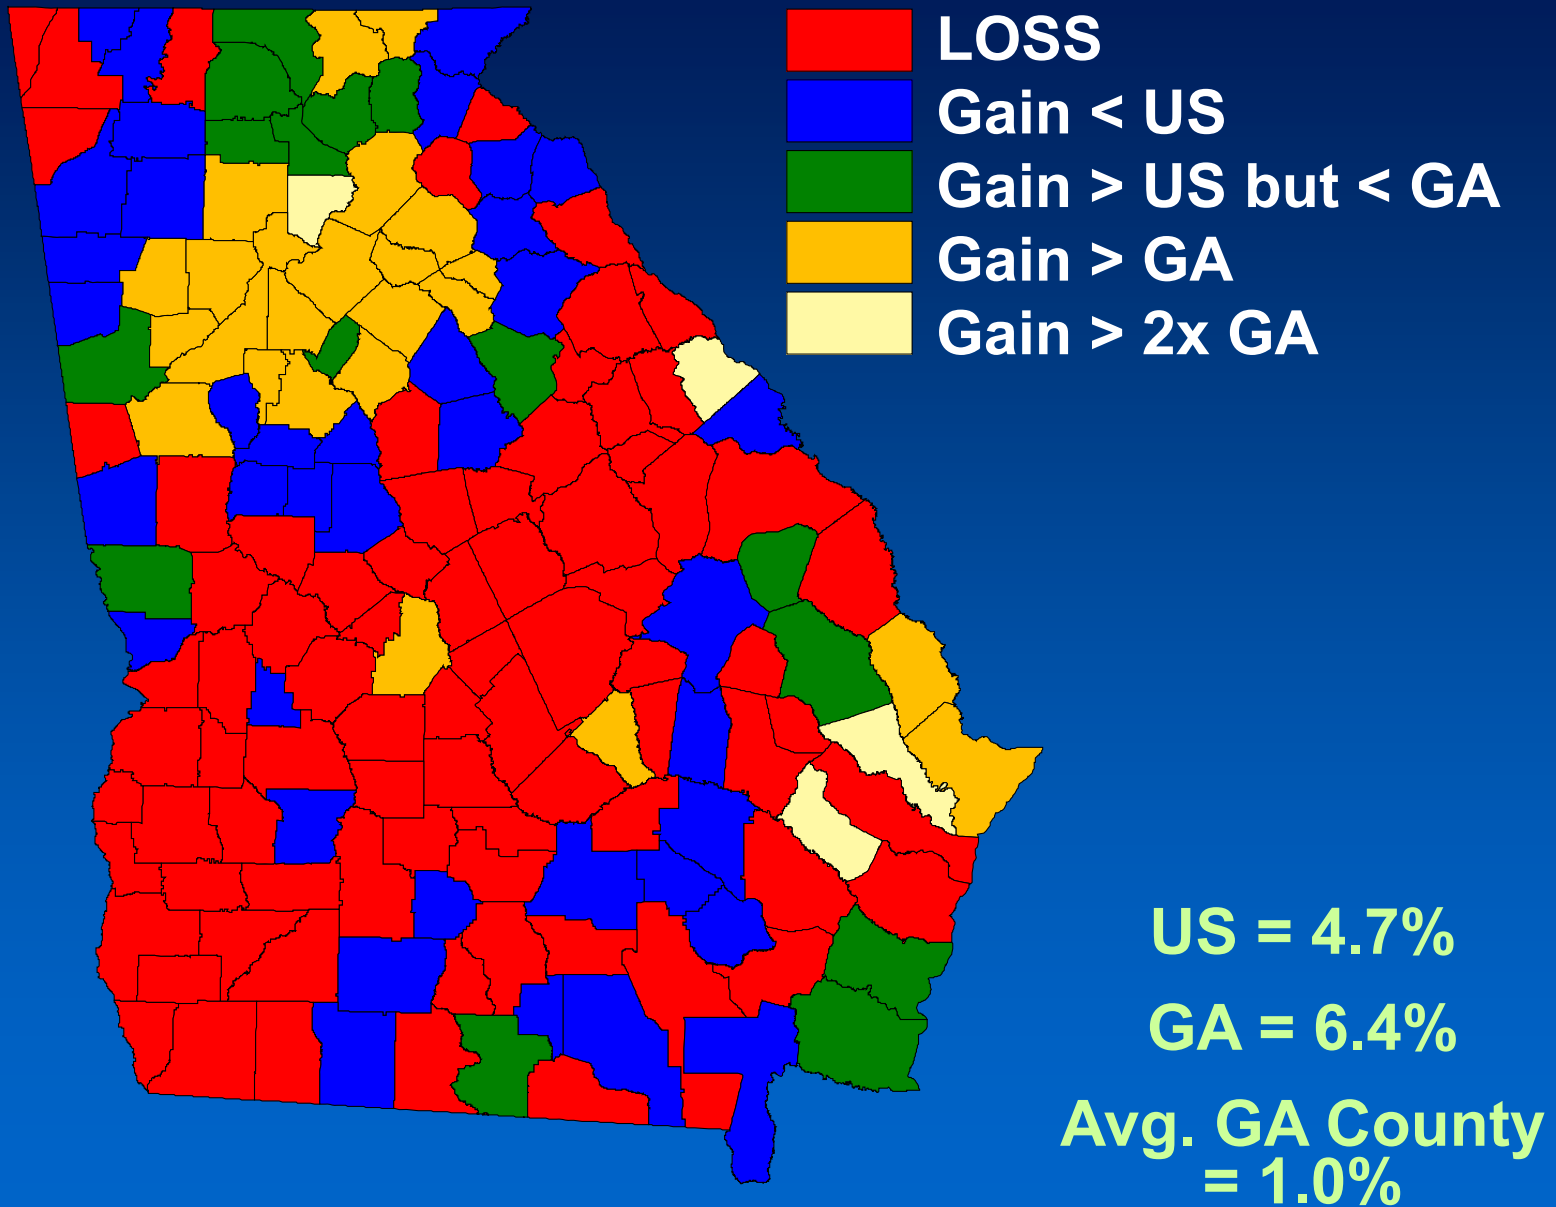 LOSS
Gain < US
Gain > US but < GA
Gain > GA
Gain > 2x GA
US = 4.7%
GA = 6.4%
Avg. GA County
= 1.0%